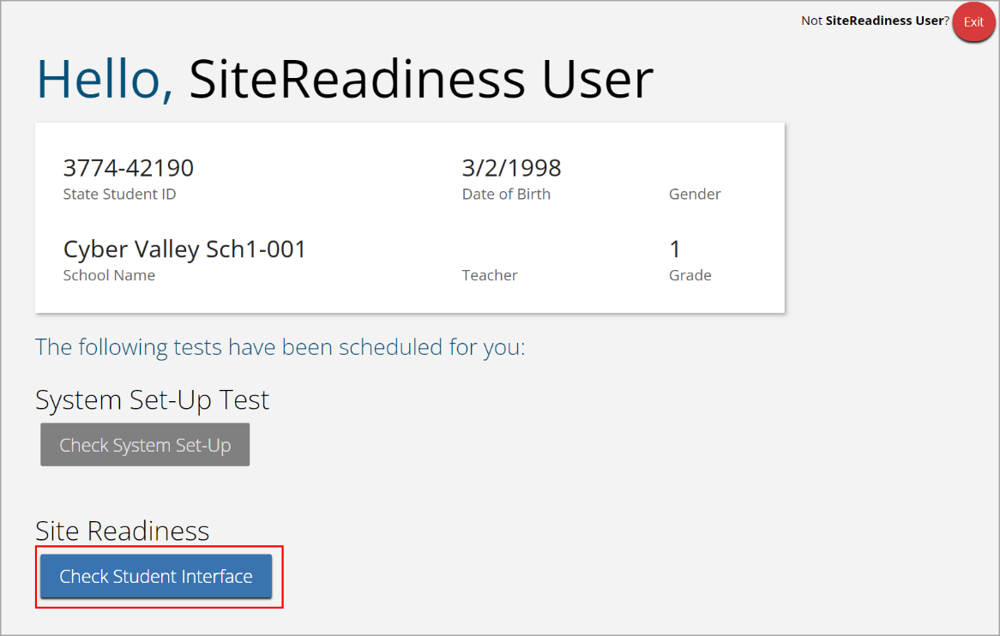 Not SiteReadiness User?
Exit
Hello, SiteReadiness User
3774-42190
State Student ID
3/2/1998
Date of Birth
Gender
Cyber Valley Sch1-001
School Name
Teacher
1
Grade
The following tests have been scheduled for you:
System Set-Up Test
Check System Set-Up
Site Readiness
Check Student Interface